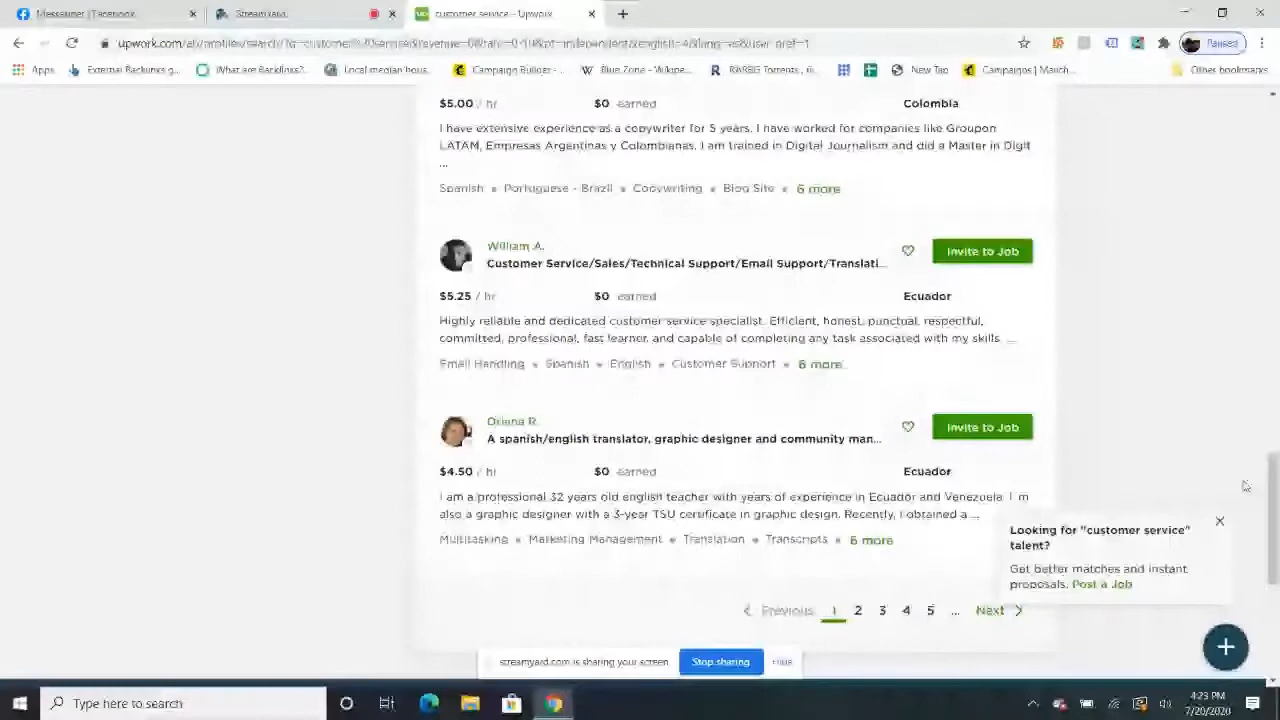 Messenger | Facebook
StreamYard
customer service - Upwork
Paused
Apps
External Backlinks g...
What are Backlinks?...
Local median hous...
Campaign Builder - ...
Blue Zone - Wikipe...
RARBG Torrents, fi...
New Tap
Campaigns | Mailch...
Other bookmarks
$5.00 / hr
$0 earned
Colombia
I have extensive experience as a copywriter for 5 years. I have worked for companies like Groupon
LATAM, Empresas Argentinas y Colombianas. I am trained in Digital Journalism and did a Master in Digit
...
Spanish
Portuguese - Brazil
Copywriting
Blog Site
6 more
William A.
Customer Service/Sales/Technical Support/Email Support/Translati...
Invite to Job
$5.25 / hr
$0 earned
Ecuador
Highly reliable and dedicated customer service specialist. Efficient, honest, punctual, respectful,
committed, professional, fast learner, and capable of completing any task associated with my skills. ...
Email Handling
Spanish
English
Customer Support
6 more
Oriana R.
A spanish/english translator, graphic designer and community man...
Invite to Job
$4.50 / hr
$0 earned
Ecuador
I am a professional 32 years old english teacher with years of experience in Ecuador and Venezuela. I m
also a graphic designer with a 3-year TSU certificate in graphic design. Recently, I obtained a ...
Multitasking
Marketing Management
Translation
Transcripts
6 more
Looking for "customer service"
talent?
Get better matches and instant
proposals. Post a Job
Previous 1 2 3 4 5 ... Next
streamyard.com is sharing your screen.
Stop sharing
Hide
Type here to search
4:23 PM
7/20/2020